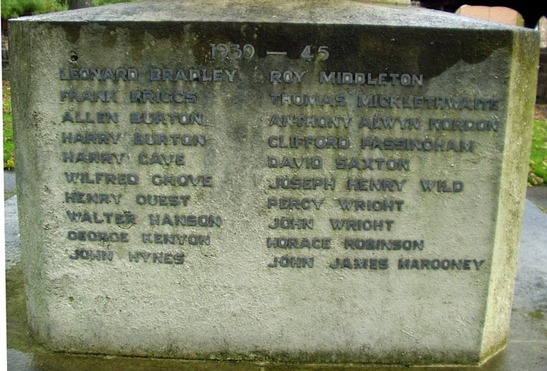 1939 — 45
LEONARD BRADLEY
FRANK BRIGGS
ALLEN BURTON
HARRY BURTON
HARRY CAVE
WILFRED GROVE
HENRY GUEST
WALTER HANSON
GEORGE KENYON
JOHN HYNES
ROY MIDDLETON
THOMAS MICKLETHWAITE
ANTHONY ALWYN
CLIFFORD PASSINGHAM
DAVID SAXTON
JOSEPH HENRY WILD
PERCY WRIGHT
JOHN WRIGHT
HORACE ROBINSON
JOHN JAMES MAROONEY